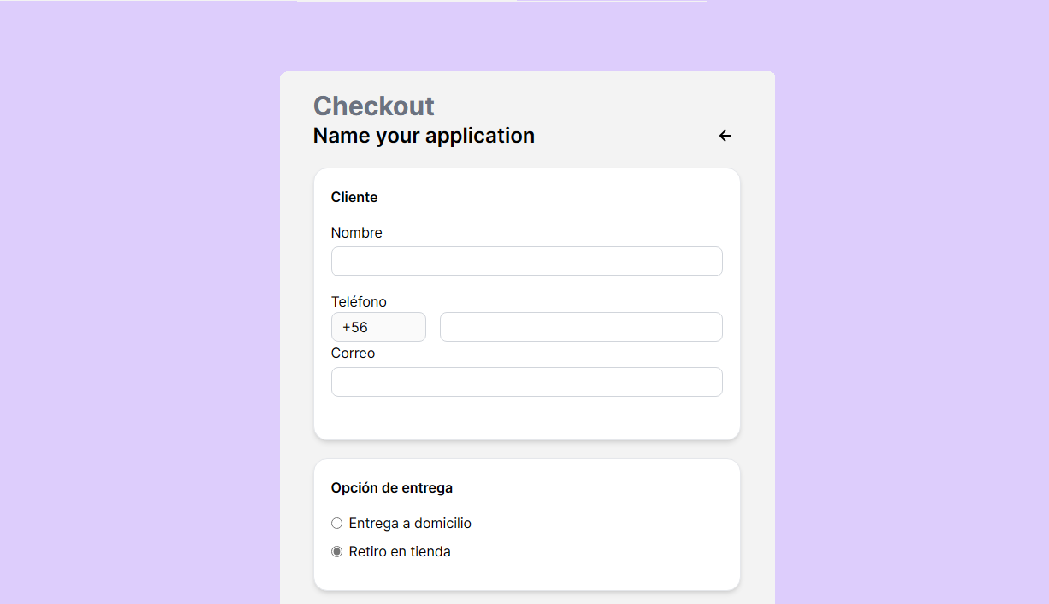 Checkout
Name your application
Cliente
Nombre
Teléfono
+56
Correo
Opción de entrega
Entrega a domicilio
Retiro en tienda